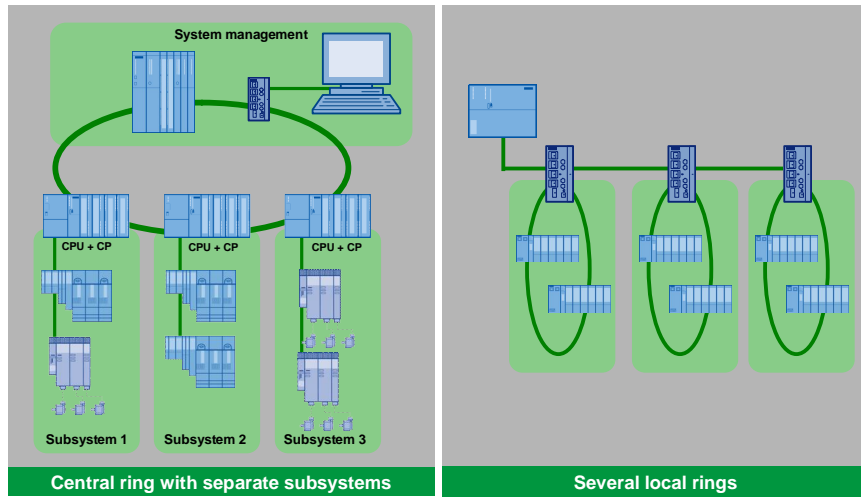 System management
CPU + CP
CPU + CP
CPU + CP
Subsystem 1
Subsystem 2
Subsystem 3
Central ring with separate subsystems
Several local rings